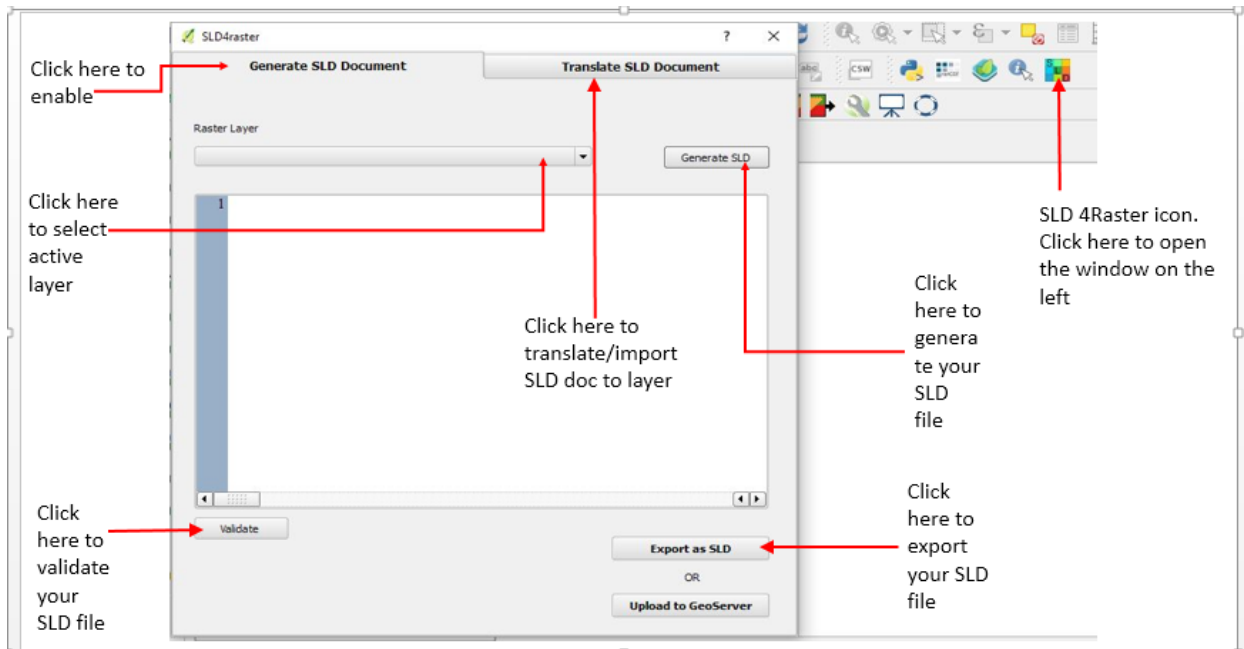 SLD4raster
?
Generate SLD Document
Translate SLD Document
Click here to
enable
abc
CSW
Raster Layer
Generate SLD
1
Click here
to select
active
layer
SLD 4Raster icon.
Click here to open
the window on the
left
Click
here to
genera
te your
SLD
file
Click here to
translate/import
SLD doc to layer
Click
here to
validate
your
SLD file
Validate
Click
here to
export
your SLD
file
Export as SLD
OR
Upload to GeoServer